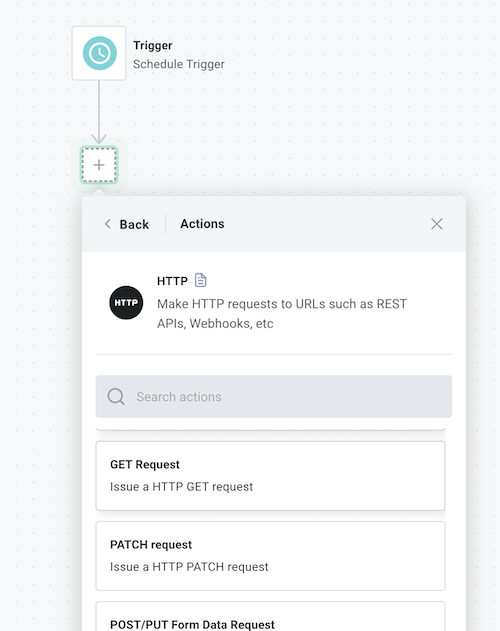 Trigger
Schedule Trigger
Back
Actions
HTTP
HTTP
Make HTTP requests to URLs such as REST
APIs, Webhooks, etc
Search actions
GET Request
Issue a HTTP GET request
PATCH request
Issue a HTTP PATCH request
POST/PUT Form Data Request